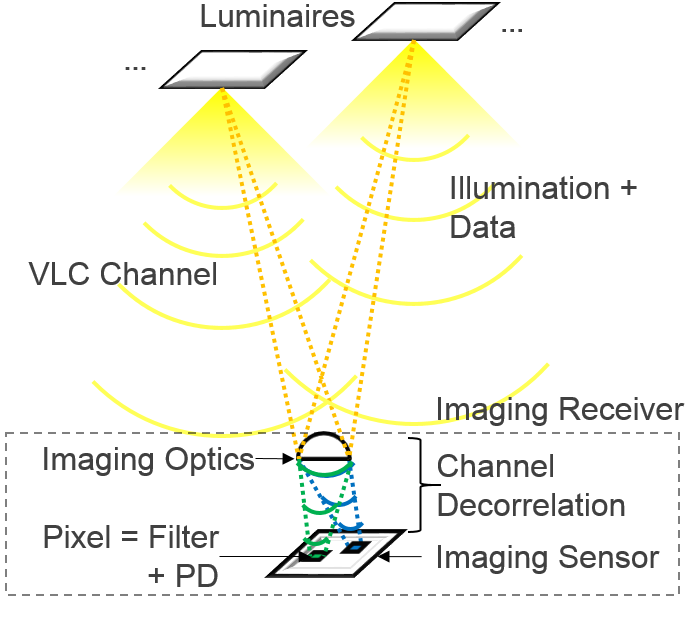 Luminaires
...
...
Illumination +
Data
VLC Channel
Imaging Receiver
Imaging Optics
Channel
Decorrelation
Pixel = Filter
+ PD
Imaging Sensor